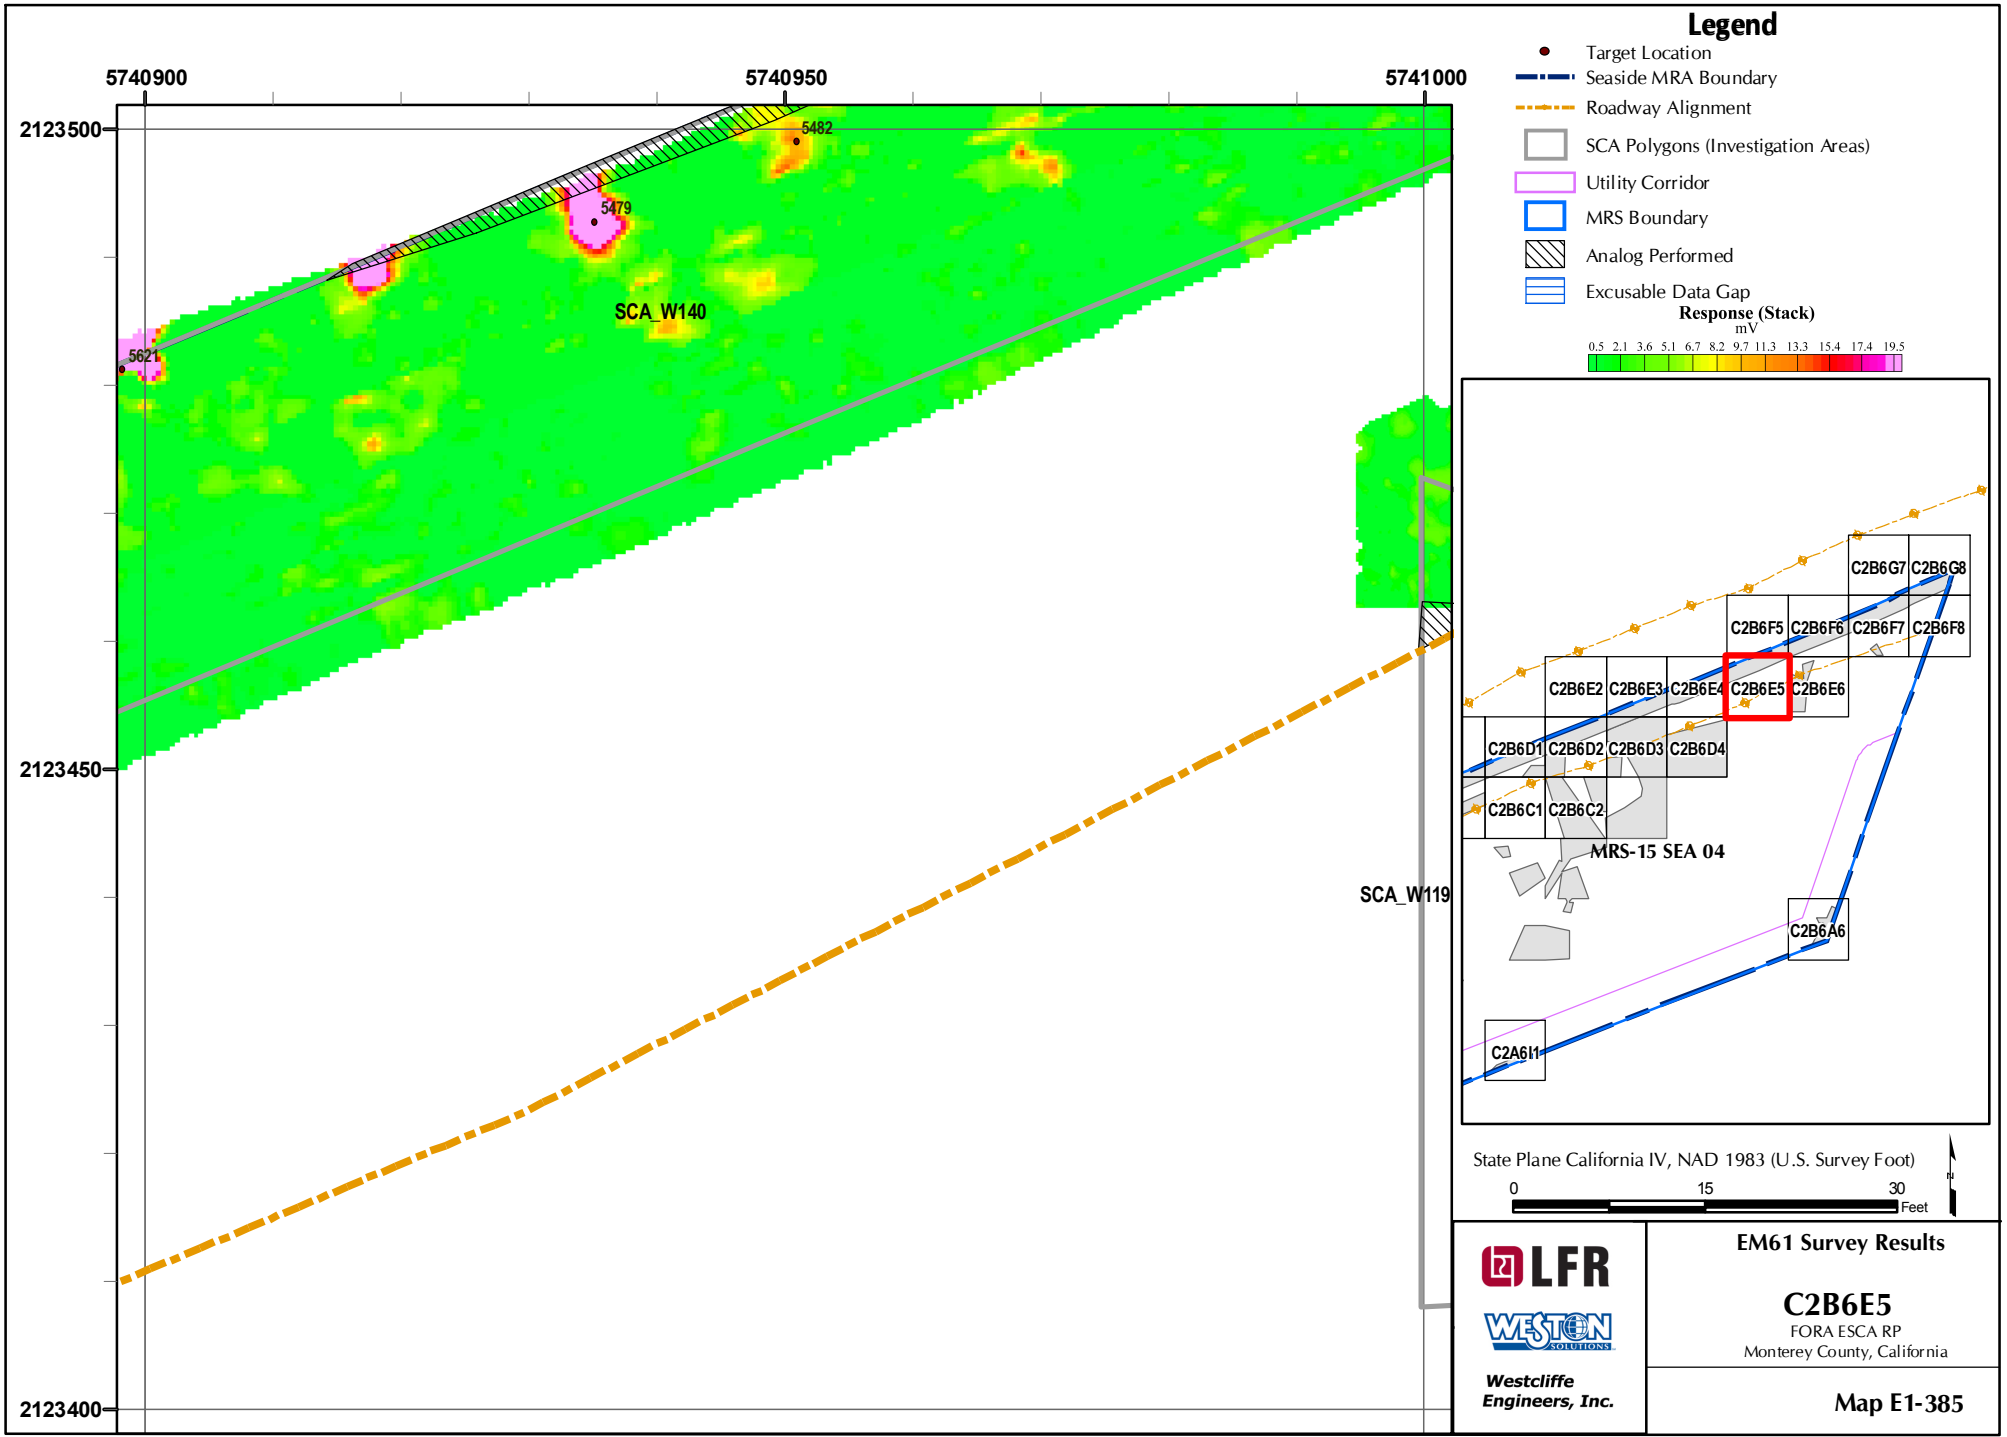 Legend
Target Location
Seaside MRA Boundary
Roadway Alignment
SCA Polygons (Investigation Areas)
Utility Corridor
MRS Boundary
Analog Performed
Excusable Data Gap
Response (Stack)
mV
0.5 2.1 3.6 5.1 6.7 8.2 9.7 11.3 13.3 15.4 17.4 19.5
5740900 5740950 5741000
2123500
5482
5479
SCA_W140
5621
2123450
SCA_W119
2123400
C2B6G7 C2B6G8
C2B6F5 C2B6F6 C2B6F7 C2B6F8
C2B6E2 C2B6E3 C2B6E4 C2B6E5 C2B6E6
C2B6D1 C2B6D2 C2B6D3 C2B6D4
C2B6C1 C2B6C2
MRS-15 SEA 04
C2B6A6
C2A6I1
State Plane California IV, NAD 1983 (U.S. Survey Foot)
N
0 15 30
Feet
LFR
WESTON
SOLUTIONS
Westcliffe
Engineers, Inc.
EM61 Survey Results
C2B6E5
FORA ESCA RP
Monterey County, California
Map E1-385